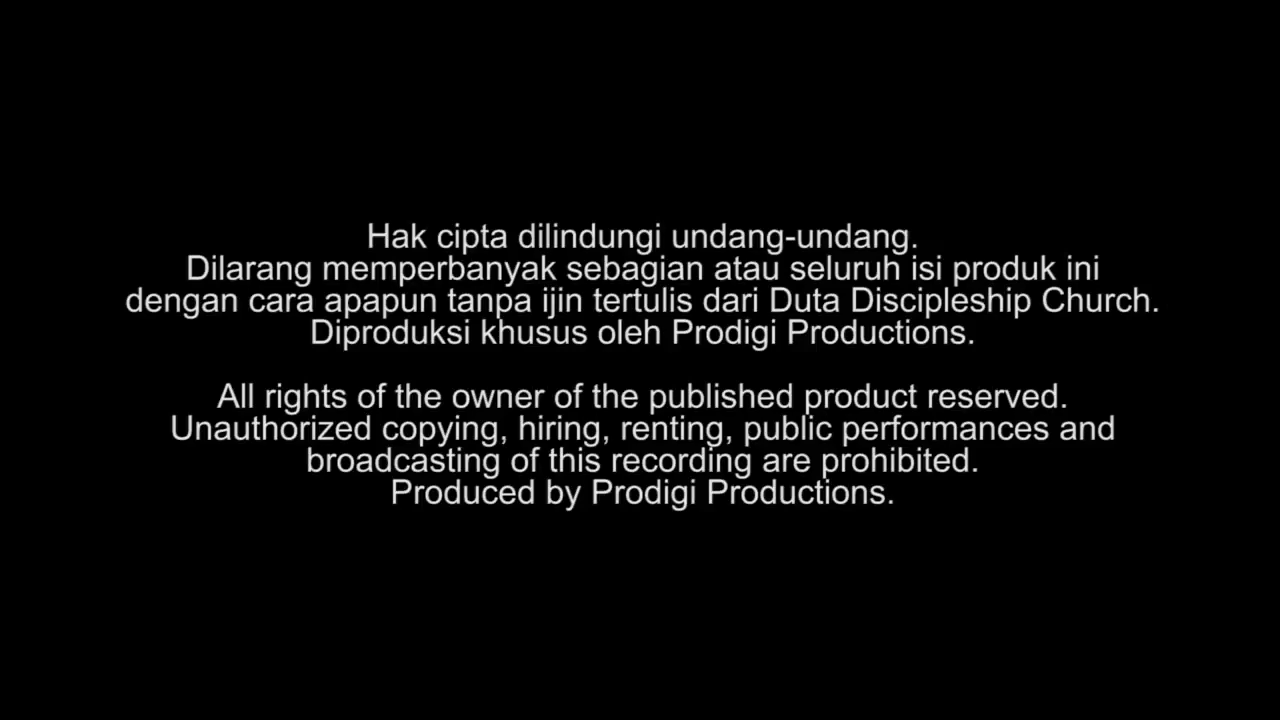 Hak cipta dilindungi undang-undang.
Dilarang memperbanyak sebagian atau seluruh isi produk ini
dengan cara apapun tanpa ijin tertulis dari Duta Discipleship Church.
Diproduksi khusus oleh Prodigi Productions.
All rights of the owner of the published product reserved.
Unauthorized copying, hiring, renting, public performances and
broadcasting of this recording are prohibited.
Produced by Prodigi Productions.